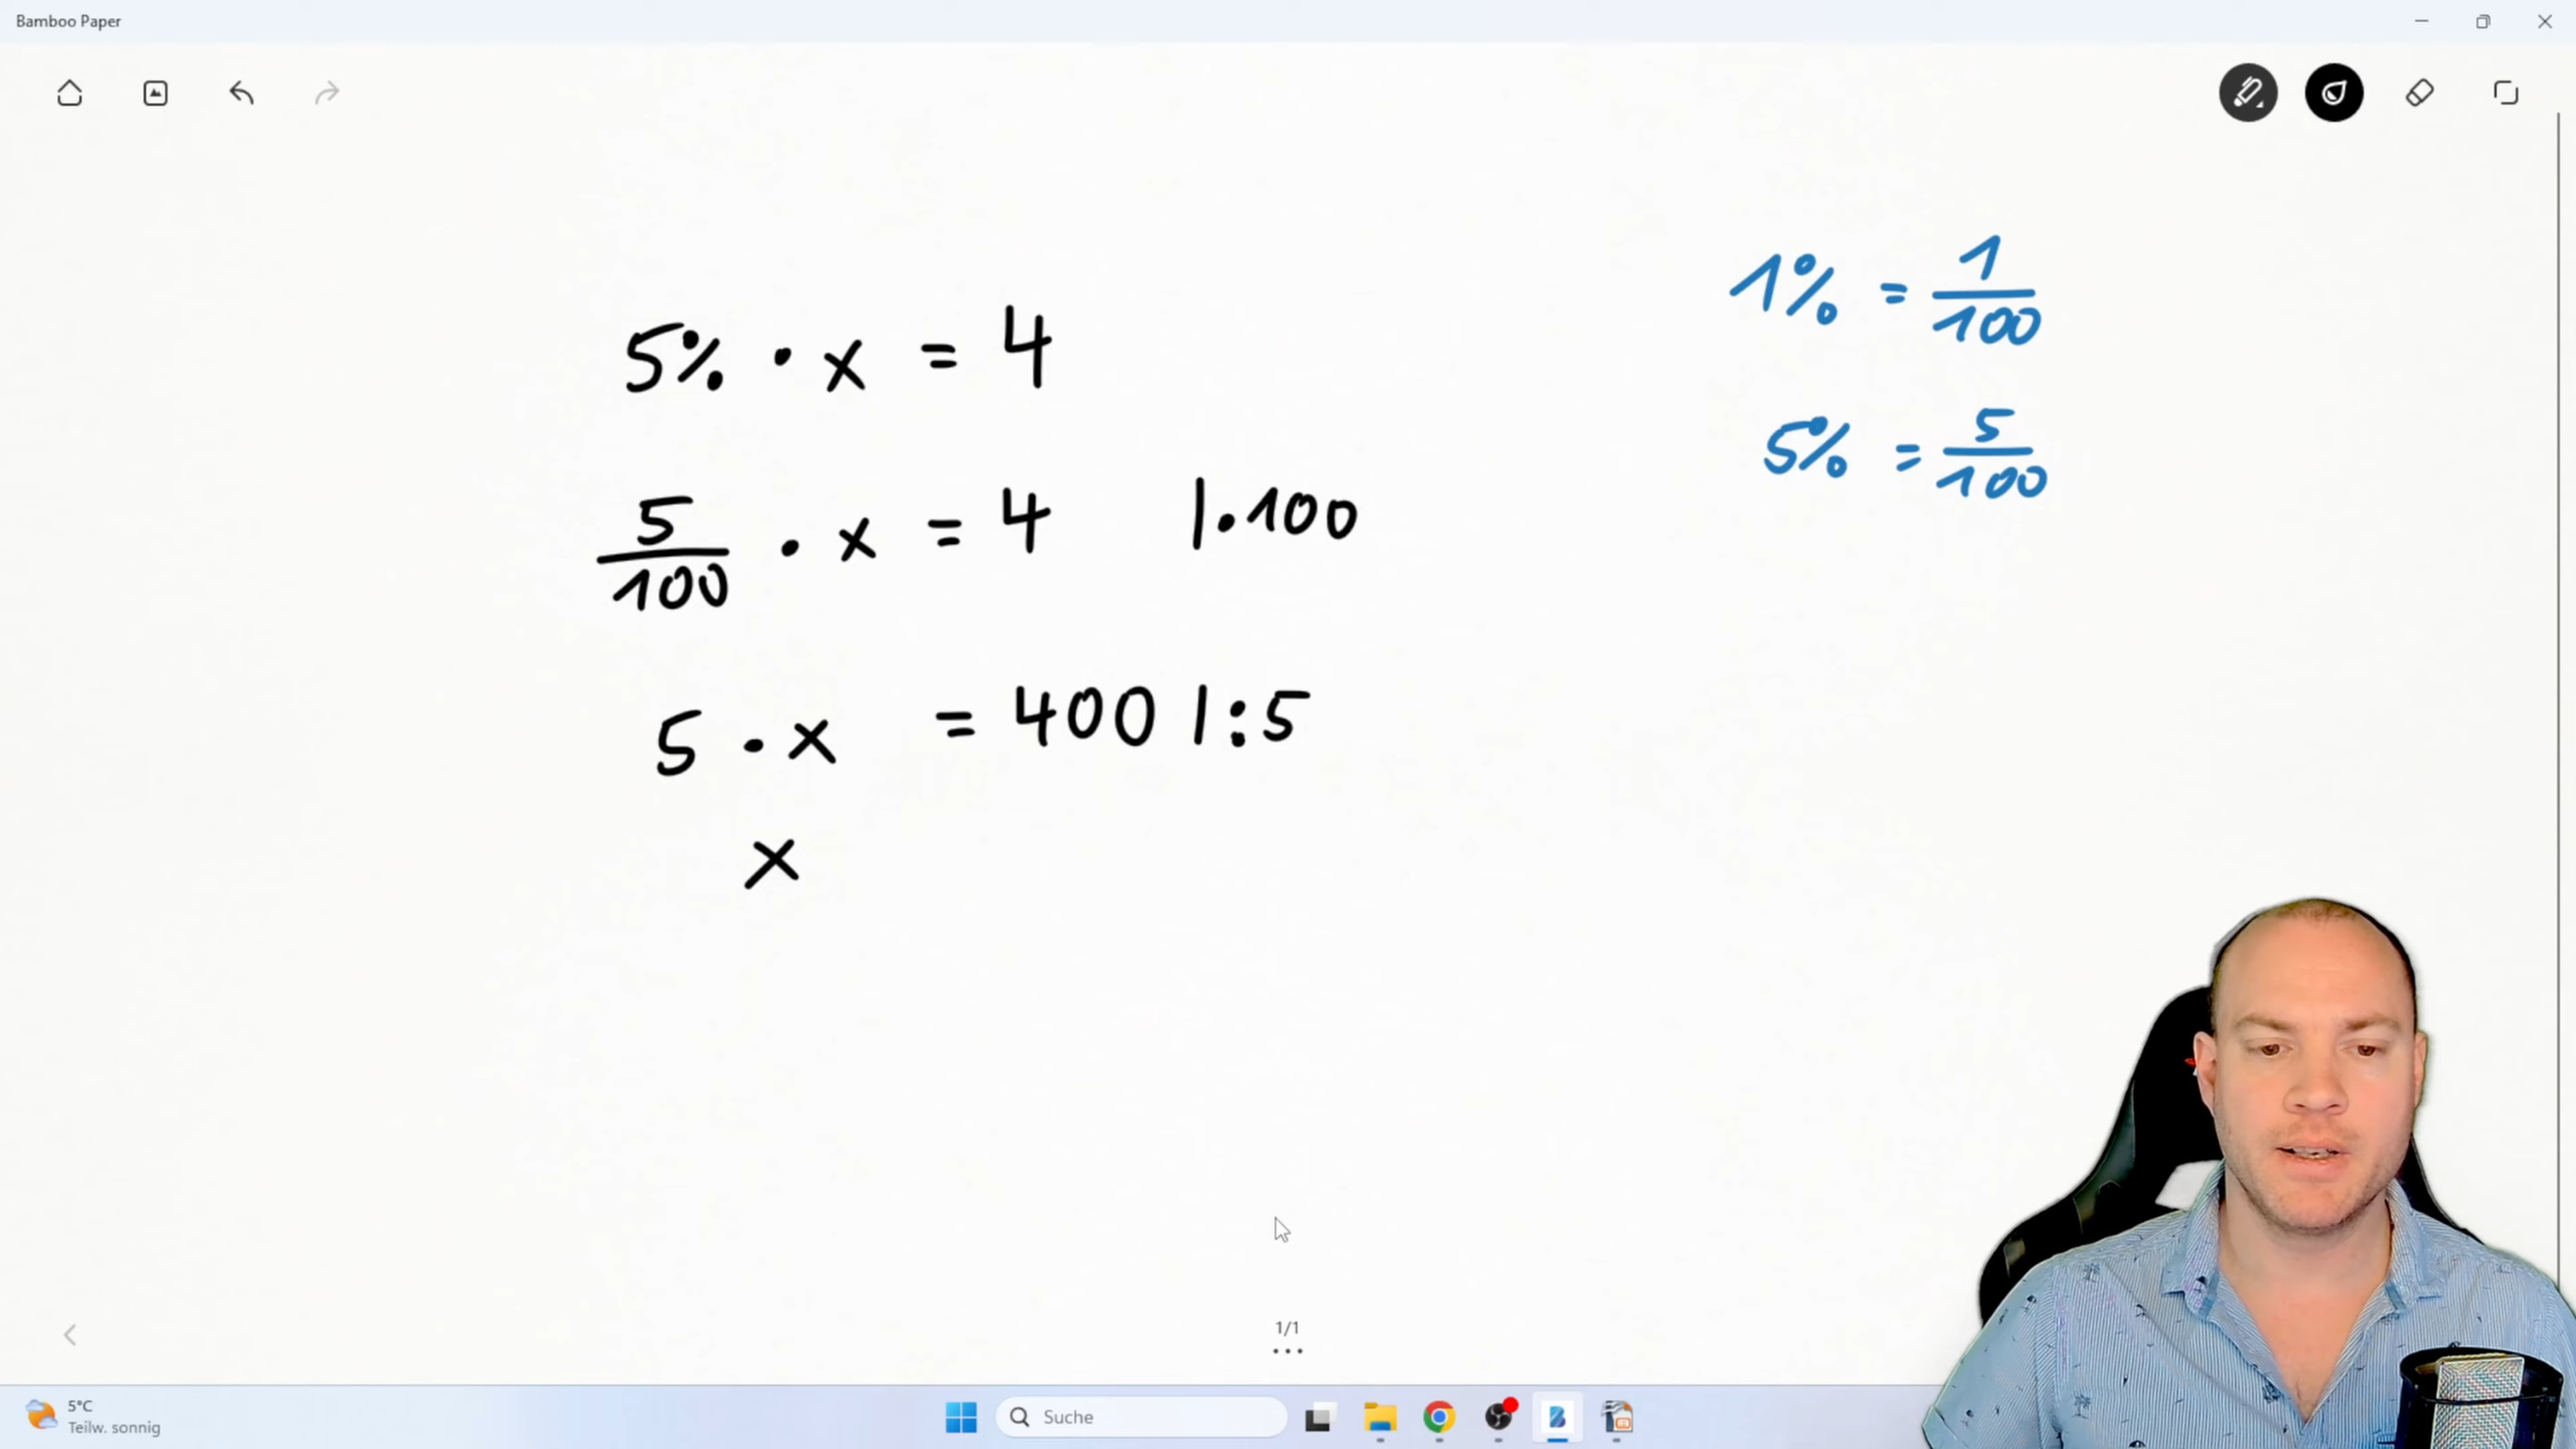 Bamboo Paper
5% · x = 4
5/100 · x = 4 |·100
5 · x = 400 |:5
x
1% = 1/100
5% = 5/100
1/1
5°C
Teilw. sonnig
Suche